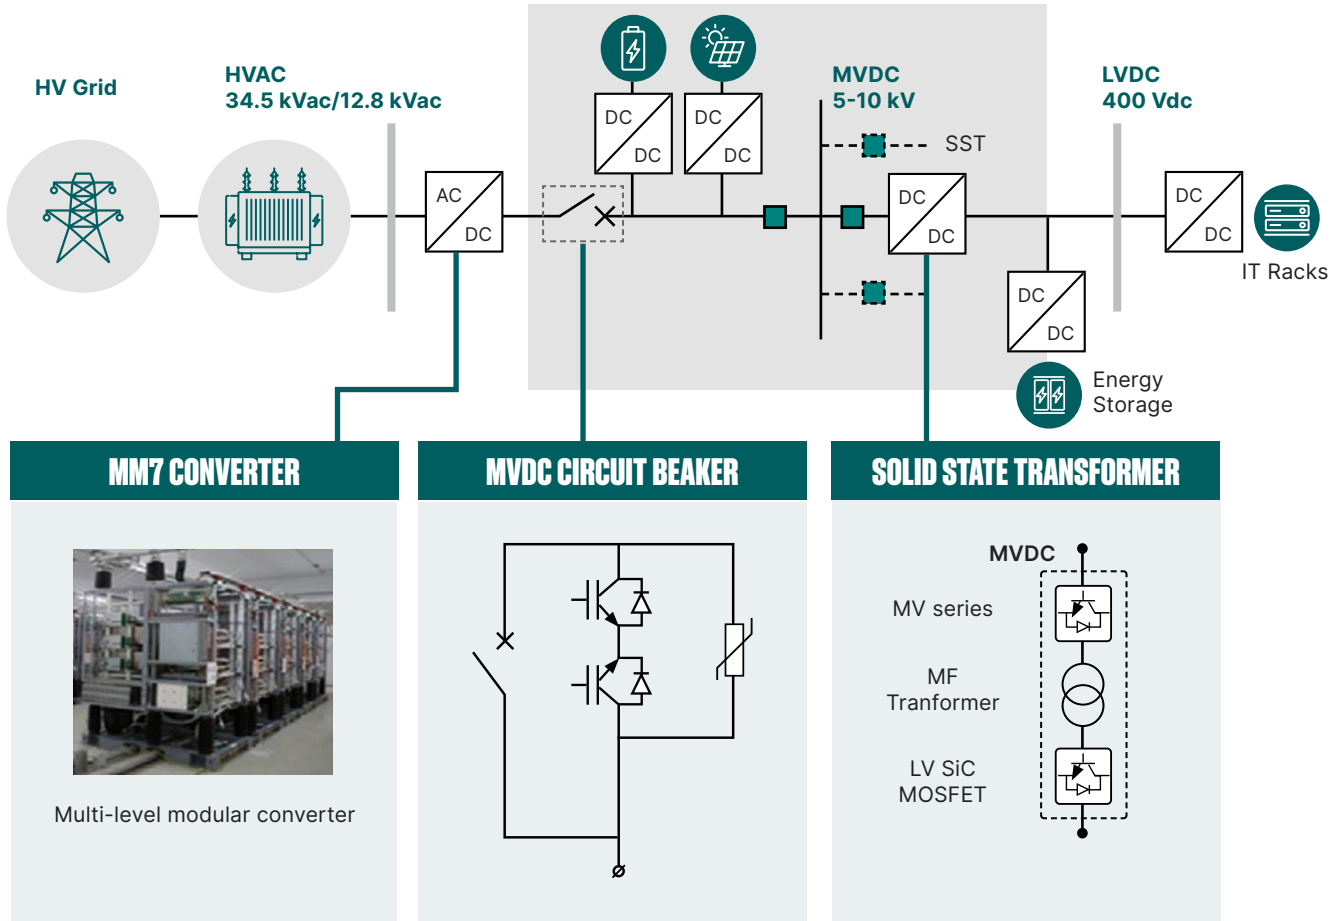 HV Grid
HVAC
34.5 kVac/12.8 kVac
MVDC
5-10 kV
LVDC
400 Vdc
DC
DC
DC
DC
SST
AC
DC
DC
DC
DC
DC
IT Racks
DC
DC
Energy
Storage
MM7 CONVERTER
MVDC CIRCUIT BEAKER
SOLID STATE TRANSFORMER
MVDC
MV series
MF
Tranformer
LV SiC
MOSFET
Multi-level modular converter